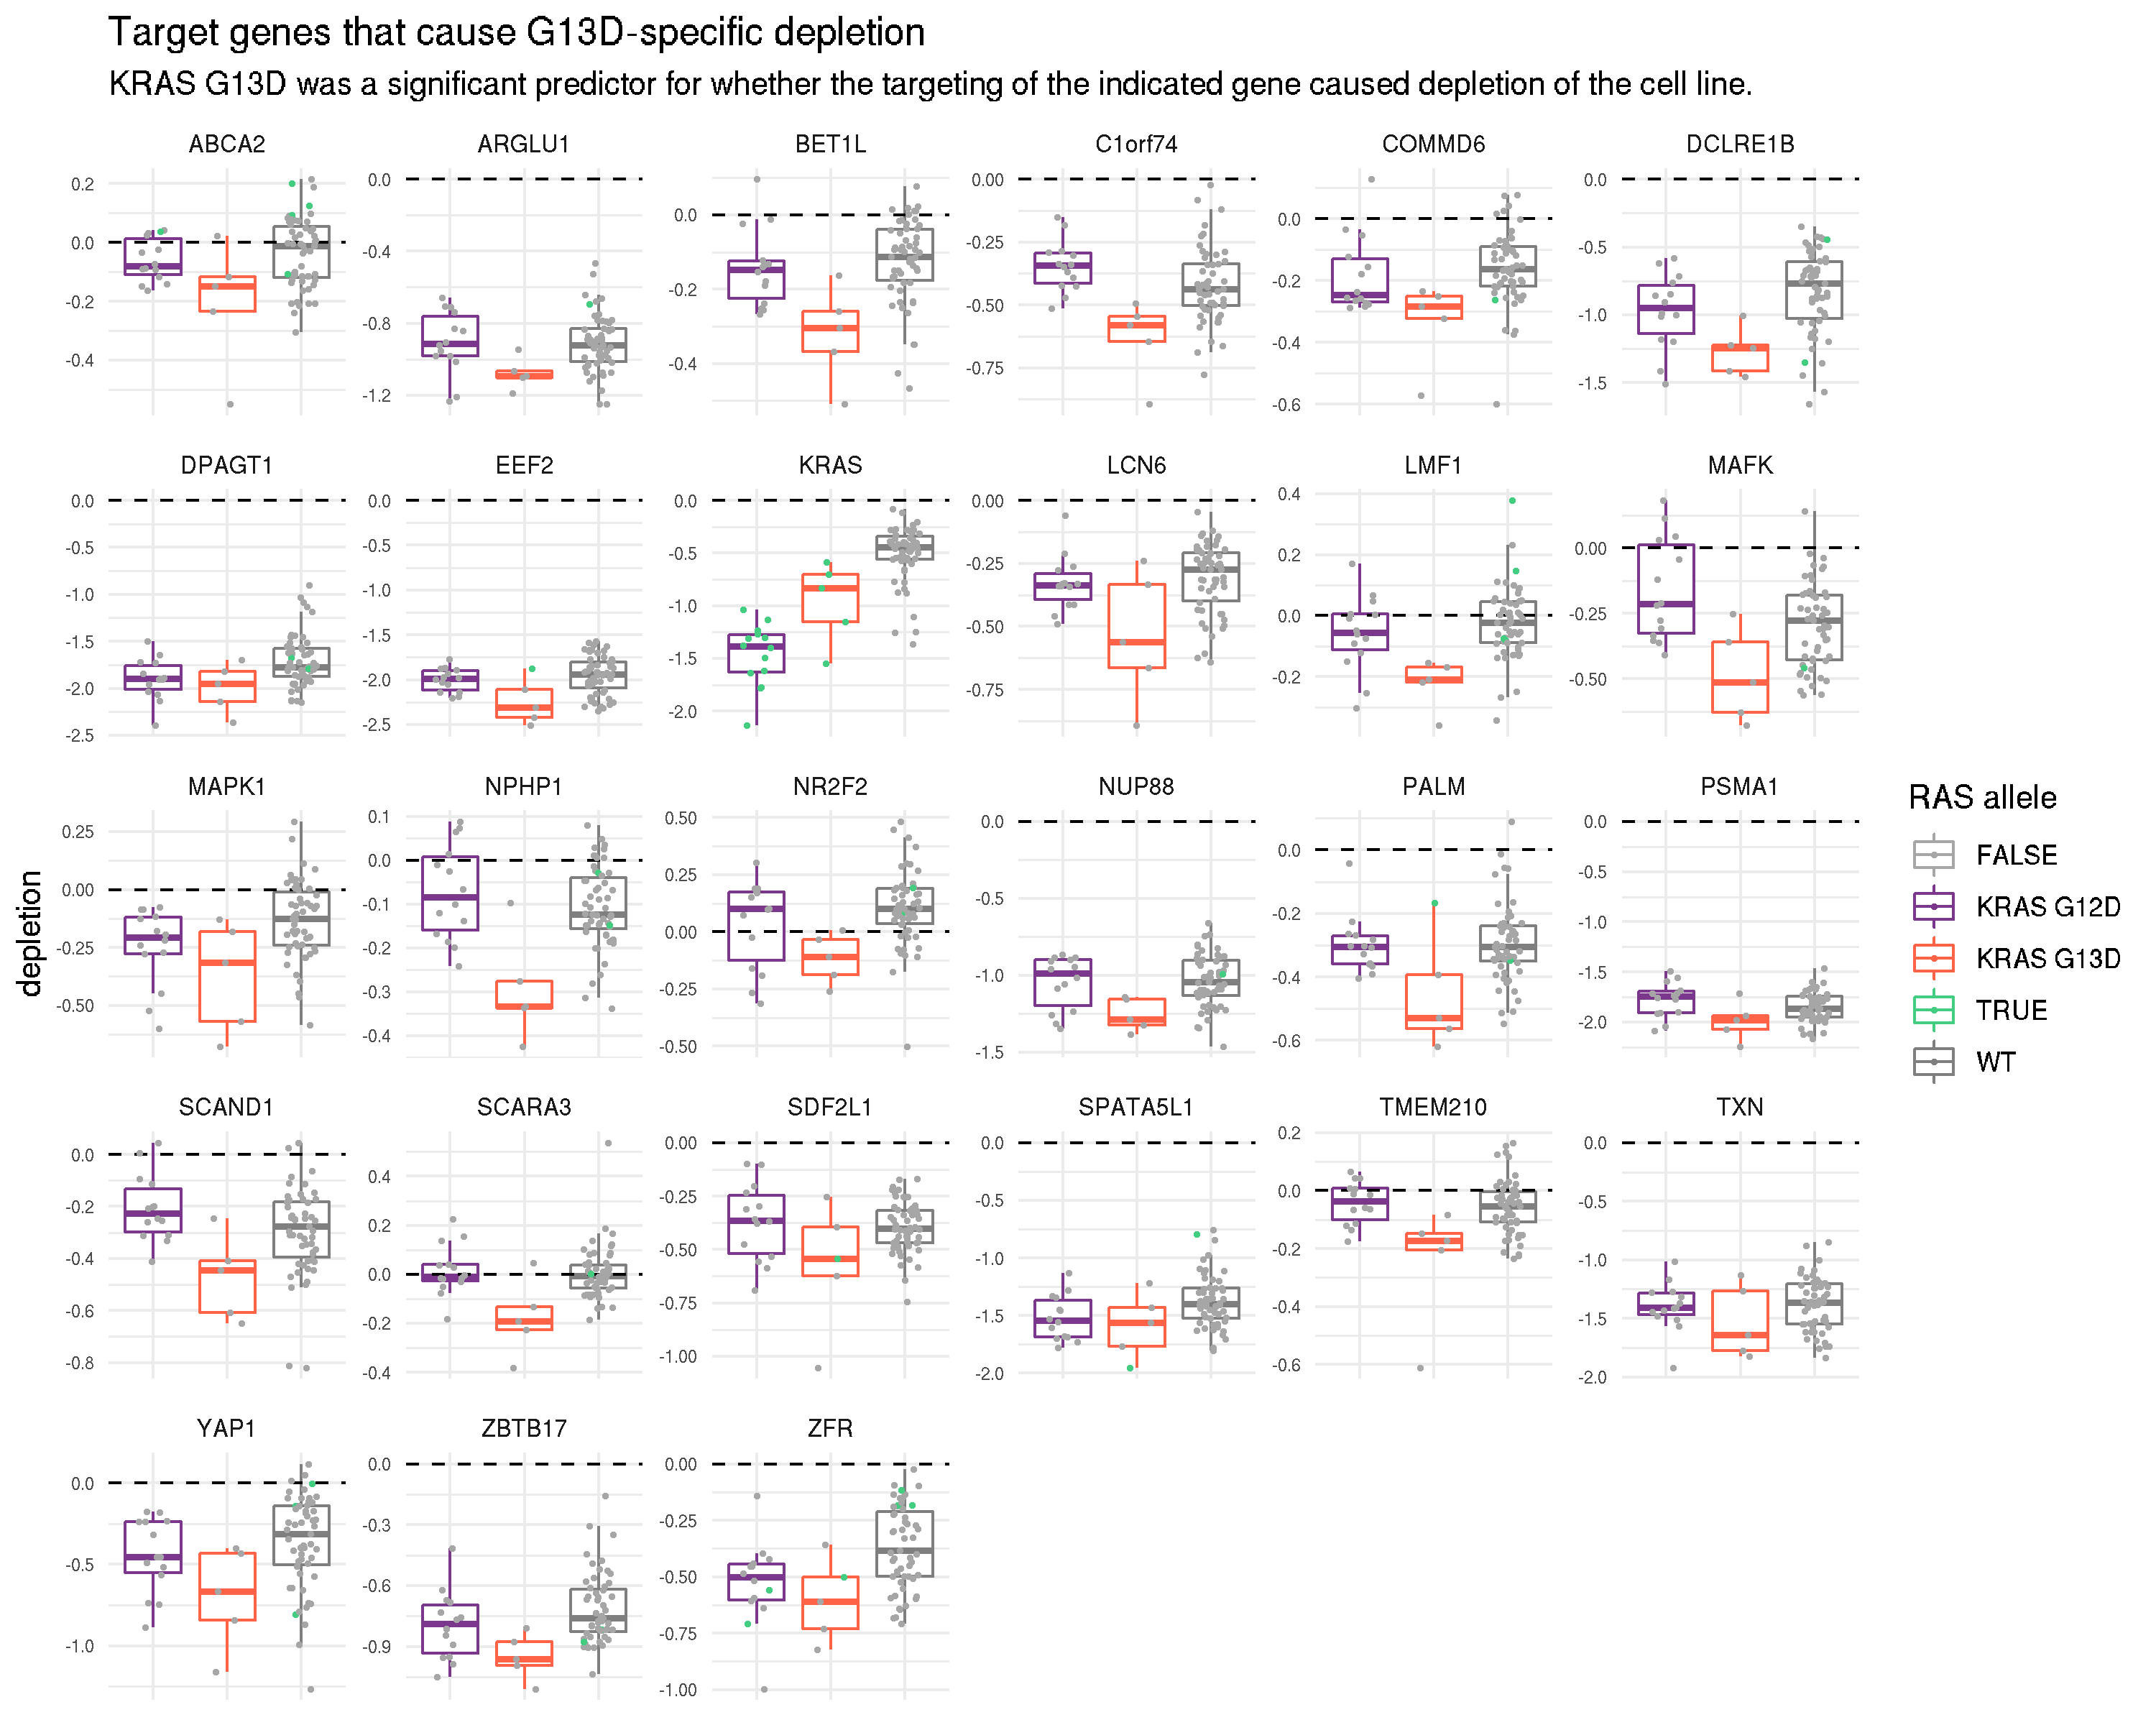 Target genes that cause G13D-specific depletion
KRAS G13D was a significant predictor for whether the targeting of the indicated gene caused depletion of the cell line.
ABCA2 ARGLU1 BET1L C1orf74 COMMD6 DCLRE1B
0.2 0.0 -0.2 -0.4
0.0 -0.4 -0.8 -1.2
0.0 -0.2 -0.4
0.00 -0.25 -0.50 -0.75
0.0 -0.2 -0.4 -0.6
0.0 -0.5 -1.0 -1.5
DPAGT1 EEF2 KRAS LCN6 LMF1 MAFK
0.0 -0.5 -1.0 -1.5 -2.0 -2.5
0.0 -0.5 -1.0 -1.5 -2.0 -2.5
0.0 -0.5 -1.0 -1.5 -2.0
0.00 -0.25 -0.50 -0.75
0.4 0.2 0.0 -0.2
0.00 -0.25 -0.50
MAPK1 NPHP1 NR2F2 NUP88 PALM PSMA1
0.25 0.00 -0.25 -0.50
0.1 0.0 -0.1 -0.2 -0.3 -0.4
0.50 0.25 0.00 -0.25 -0.50
0.0 -0.5 -1.0 -1.5
0.0 -0.2 -0.4 -0.6
0.0 -0.5 -1.0 -1.5 -2.0
SCAND1 SCARA3 SDF2L1 SPATA5L1 TMEM210 TXN
0.0 -0.2 -0.4 -0.6 -0.8
0.4 0.2 0.0 -0.2 -0.4
0.00 -0.25 -0.50 -0.75 -1.00
0.0 -0.5 -1.0 -1.5 -2.0
0.2 0.0 -0.2 -0.4 -0.6
0.0 -1.0 -1.5 -2.0
YAP1 ZBTB17 ZFR
0.0 -0.5 -1.0
0.0 -0.3 -0.6 -0.9
0.00 -0.25 -0.50 -0.75 -1.00
depletion
RAS allele
FALSE
KRAS G12D
KRAS G13D
TRUE
WT